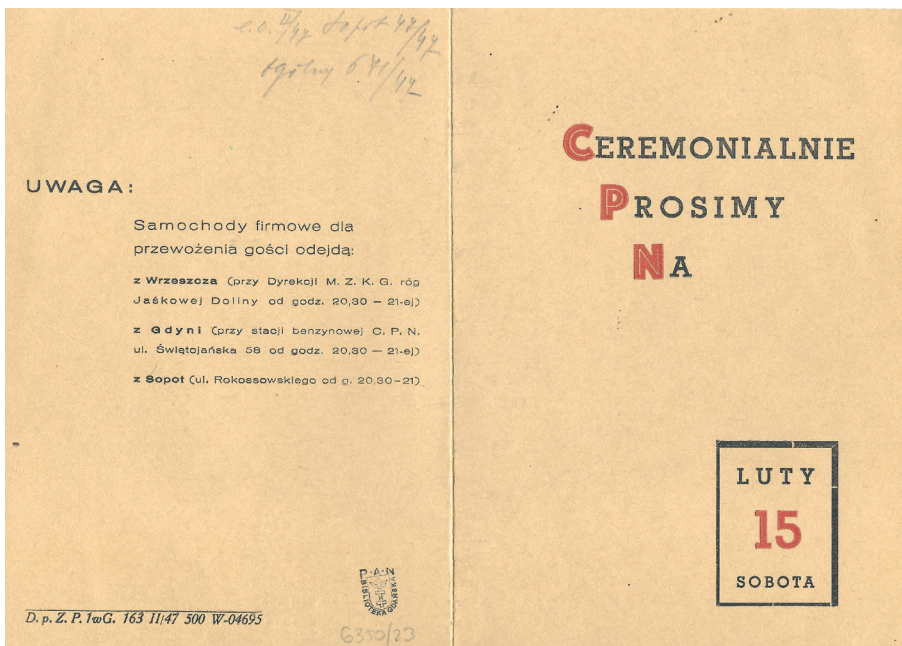 UWAGA:
Samochody firmowe dla
przewożenia gości odejdą:
z Wrzeszcza (przy Dyrekcji M. Z. K. G. róg
Jaśkowej Doliny od godz. 20,30 — 21-ej)
z Gdyni (przy stacji benzynowej C. P. N.
ul. Świętojańska 58 od godz. 20,30 — 21-ej)
z Sopot (ul. Rokossowskiego od g. 20,30-21)
P.A.N
BIBLIOTEKA GDAŃSKA
D. p. Z. P. 1wG. 163 II/47 500 W-04695
6350/23
CEREMONIALNIE
PROSIMY
NA
LUTY
15
SOBOTA